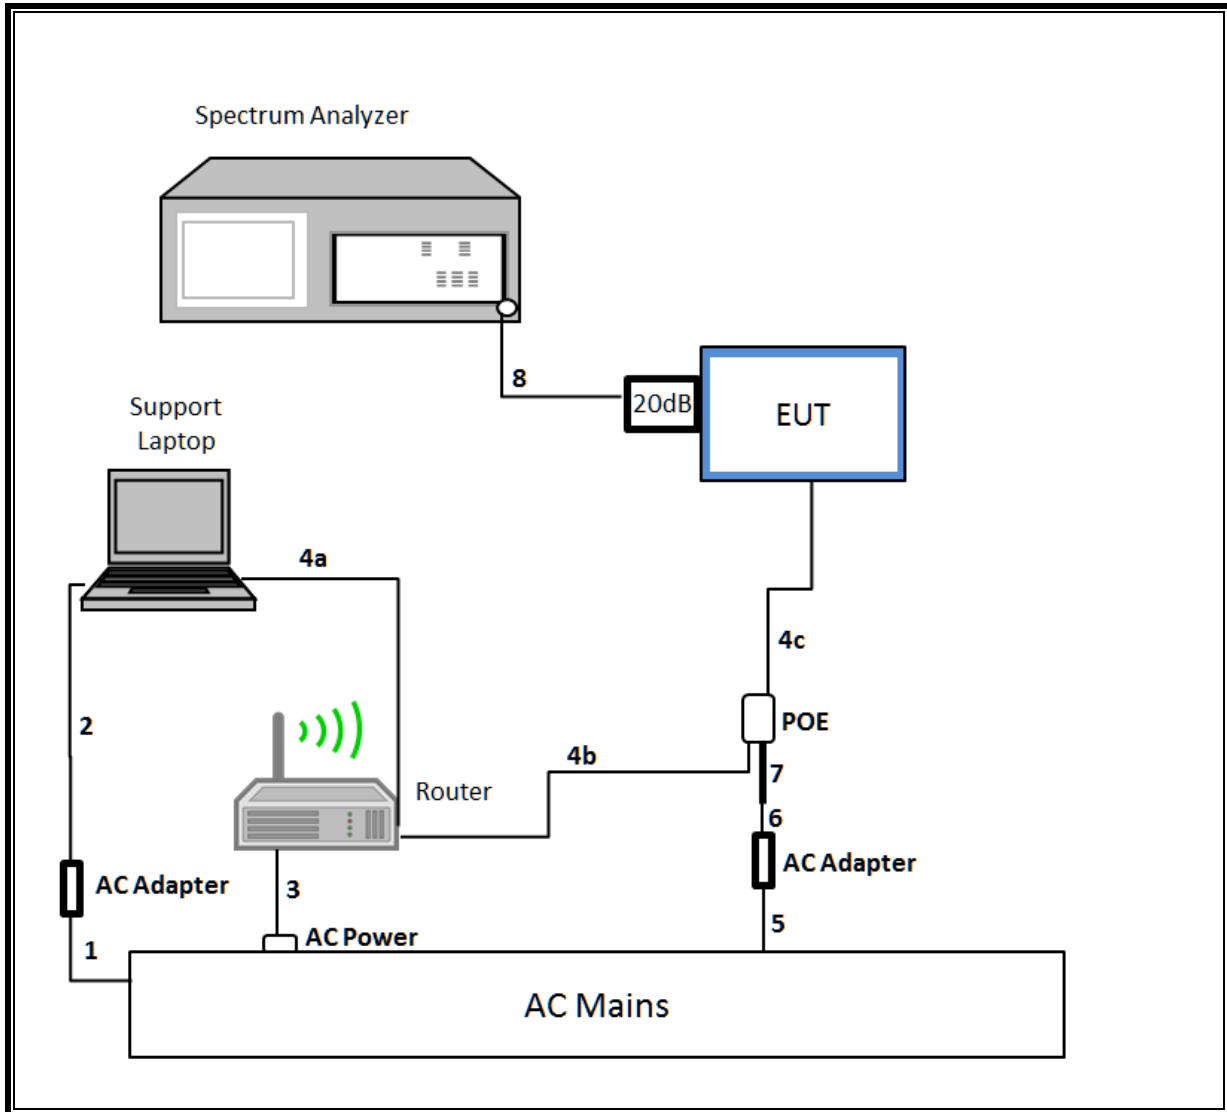 Spectrum Analyzer
8
20dB
EUT
Support
Laptop
4a
4c
2
POE
4b
7
Router
6
AC Adapter
AC Adapter
3
5
AC Power
1
AC Mains